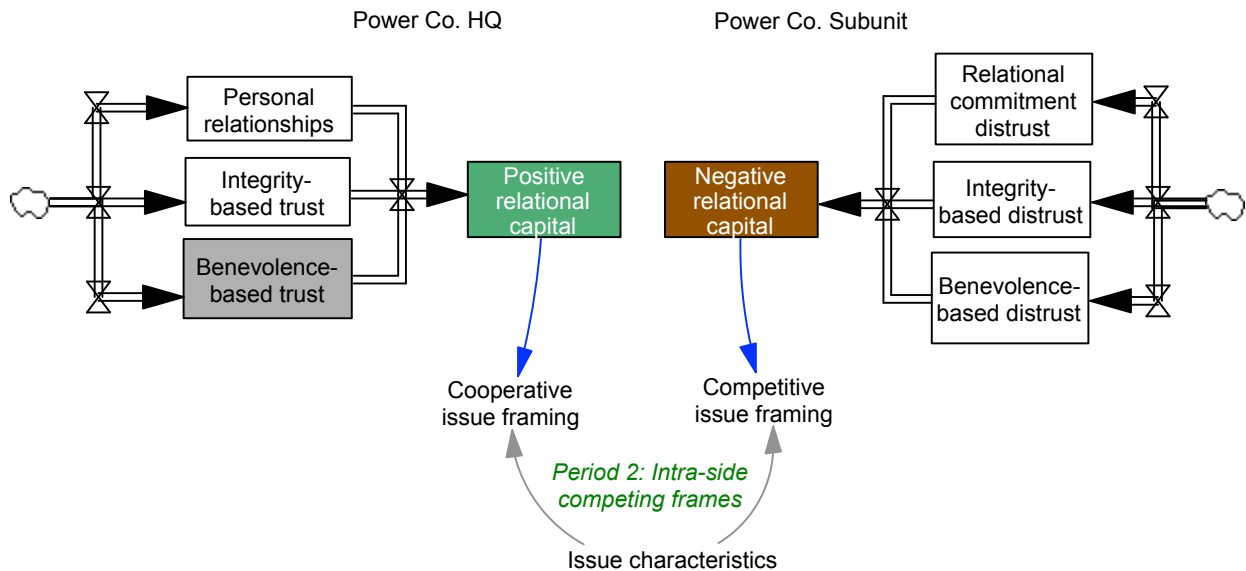 Power Co. HQ
Power Co. Subunit
Personal
relationships
Integrity-
based trust
Benevolence-
based trust
Positive
relational
capital
Negative
relational
capital
Relational
commitment
distrust
Integrity-
based distrust
Benevolence-
based distrust
Cooperative
issue framing
Competitive
issue framing
Period 2: Intra-side
competing frames
Issue characteristics